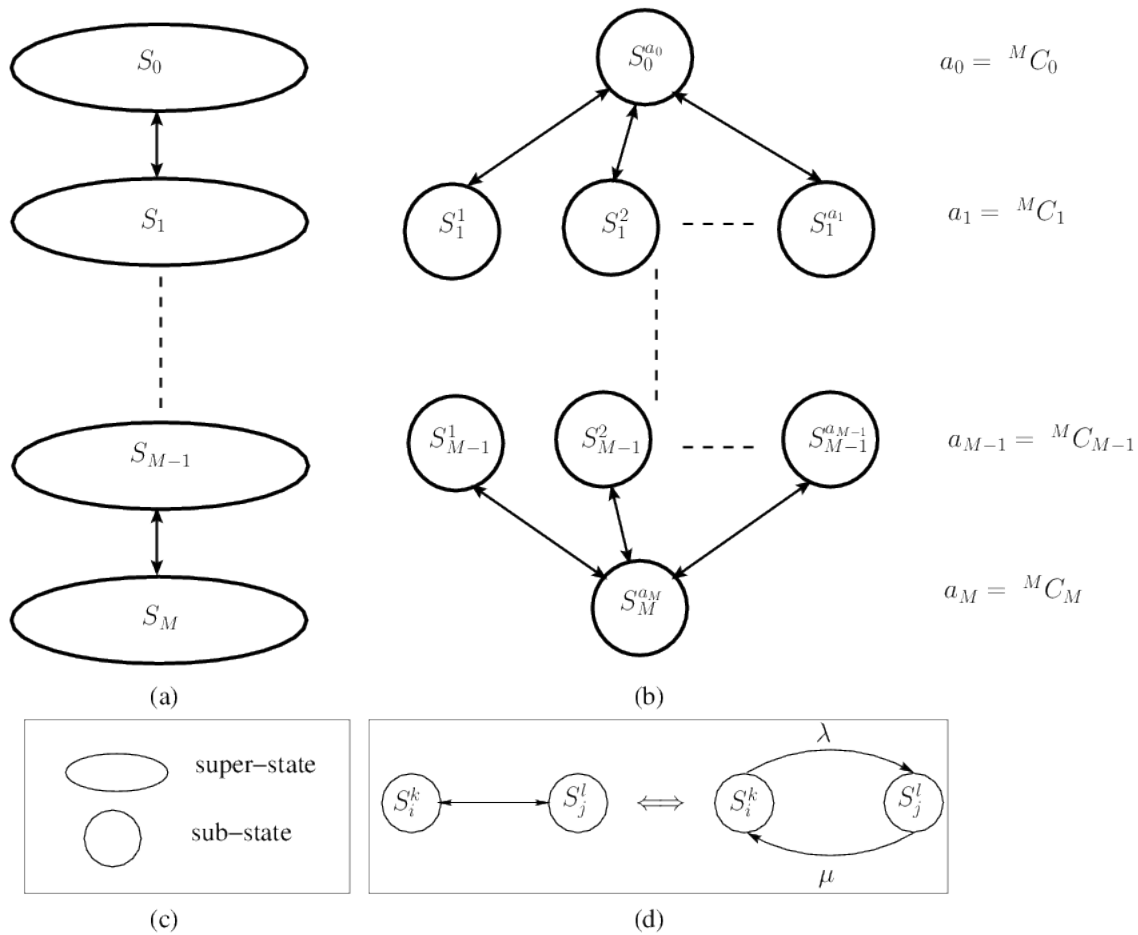 S_0
S_0^{a_0}
a_0 = ^MC_0
S_1
S_1^1
S_1^2
S_1^{a_1}
a_1 = ^MC_1
S_{M-1}
S_{M-1}^1
S_{M-1}^2
S_{M-1}^{a_{M-1}}
a_{M-1} = ^MC_{M-1}
S_M
S_M^{a_M}
a_M = ^MC_M
(a)
(b)
super-state
sub-state
S_i^k
S_j^l
⟺
S_i^k
λ
S_j^l
μ
(c)
(d)